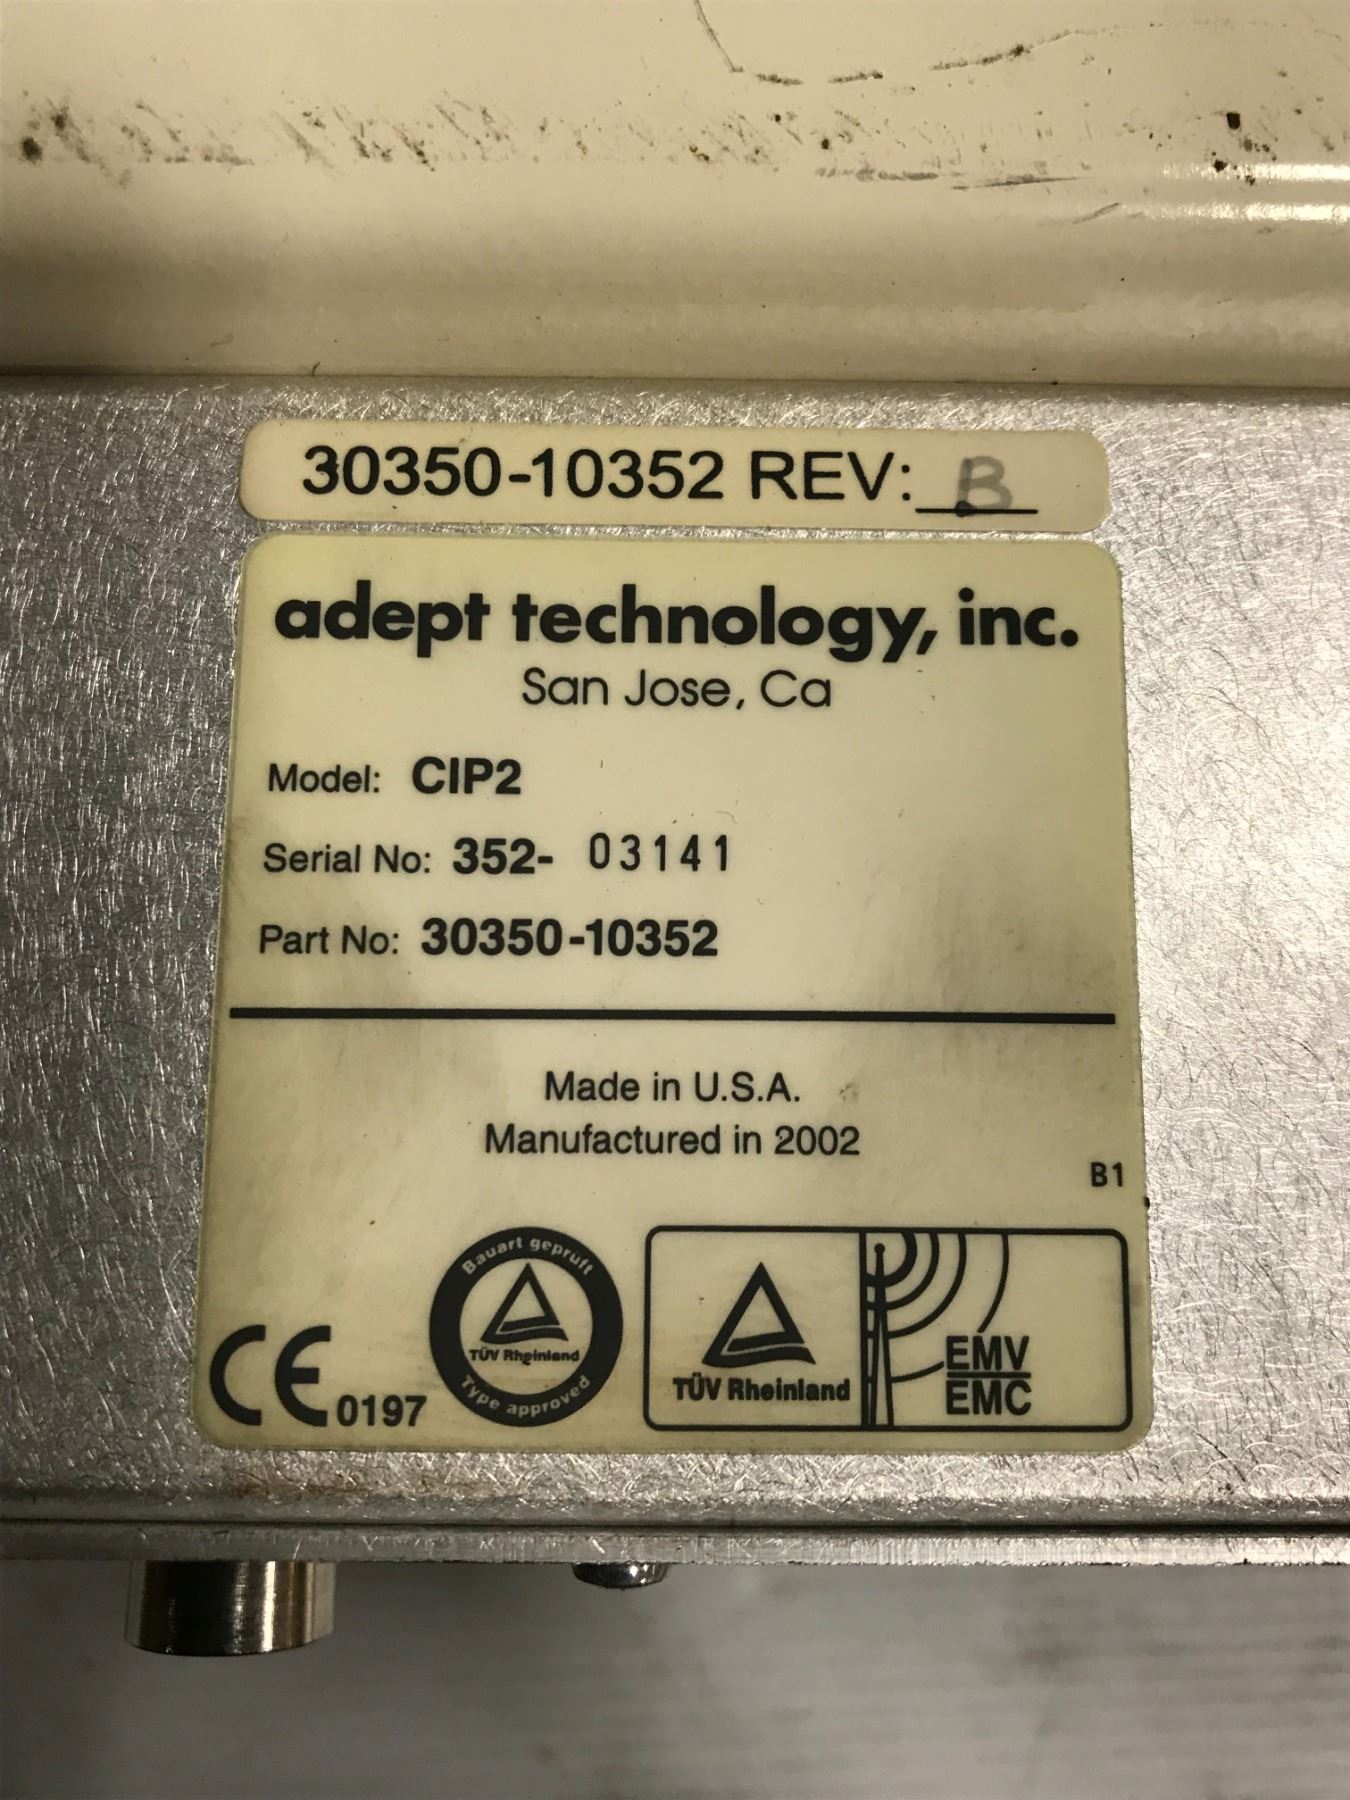 30350-10352 REV: B
adept technology, inc.
San Jose, Ca
Model: CIP2
Serial No: 352- 03141
Part No: 30350-10352
Made in U.S.A.
Manufactured in 2002
B1
CE 0197
Bauart geprüft
TÜV Rheinland
Type approved
TÜV Rheinland
EMV
EMC